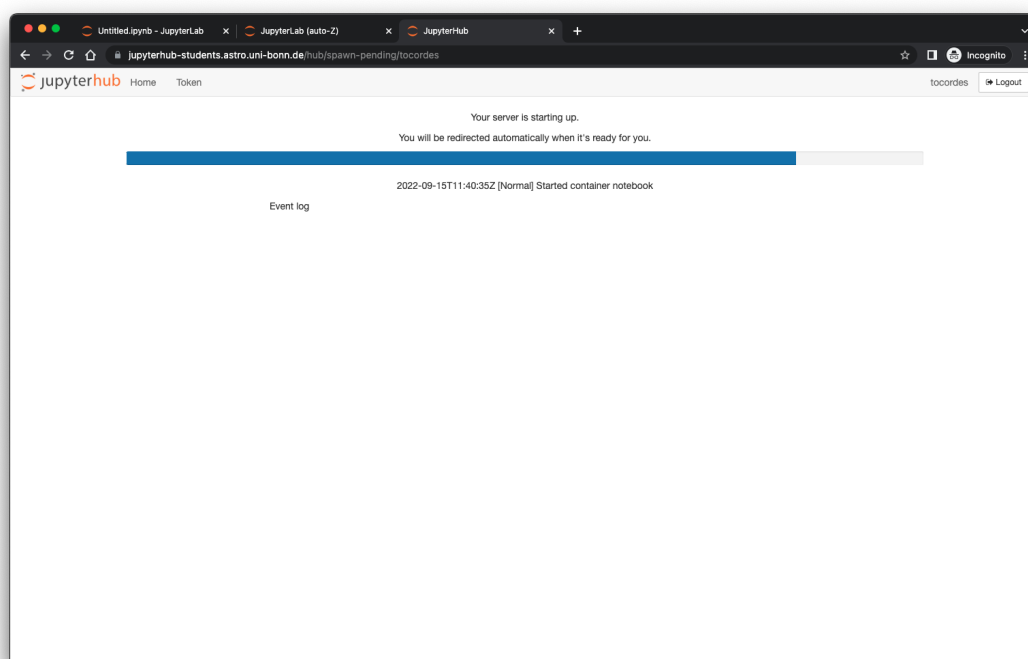 Untitled.ipynb - JupyterLab
JupyterLab (auto-Z)
JupyterHub
jupyterhub-students.astro.uni-bonn.de/hub/spawn-pending/tocordes
Incognito
jupyterhub Home Token tocordes Logout
Your server is starting up.
You will be redirected automatically when it's ready for you.
2022-09-15T11:40:35Z [Normal] Started container notebook
Event log